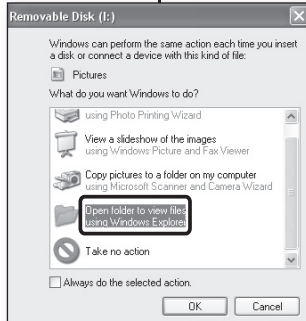 Removable Disk (I:)
Windows can perform the same action each time you insert
a disk or connect a device with this kind of file:
Pictures
What do you want Windows to do?
using Photo Printing Wizard
View a slideshow of the images
using Windows Picture and Fax Viewer
Copy pictures to a folder on my computer
using Microsoft Scanner and Camera Wizard
Open folder to view files
using Windows Explorer
Take no action
Always do the selected action.
OK Cancel